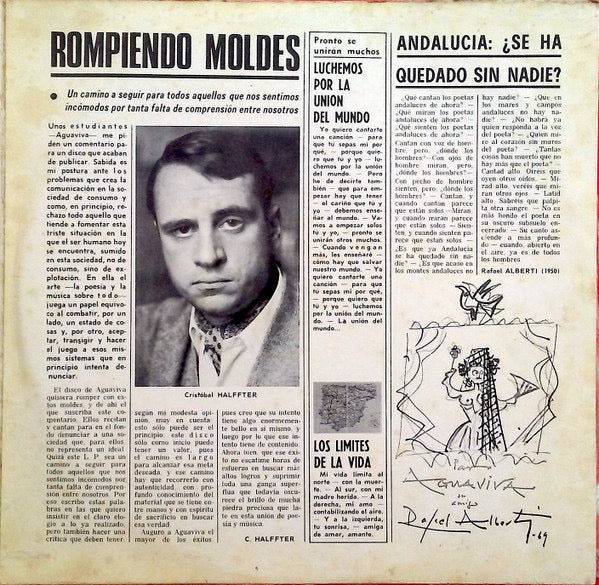 ROMPIENDO MOLDES
● Un camino a seguir para todos aquellos que nos sentimos
incómodos por tanta falta de comprensión entre nosotros
Unos estudiantes
—Aguaviva— me pi-
den un comentario pa-
ra un disco que acaban
de publicar. Sabida es
mi postura ante los
problemas que crea la
comunicación en la so-
ciedad de consumo y
como, en principio, re-
chazo todo aquello que
tiende a fomentar esta
triste situación en la
que el ser humano hoy
se encuentra, sumido
en esta sociedad, no de
consumo, sino de ex-
plotación. En ella el
arte —la poesía y la
música sobre todo—
juega un papel equívo-
co al combatir, por un
lado, un estado de co-
sas y, por otro, acep-
tar, transigir y hacer
el juego a esos mis-
mos sistemas que en
principio intenta de-
nunciar.
El disco de Aguaviva
quisiera romper con es-
tos moldes, y de ahí el
que suscriba este co-
mentario. Ellos recitan
y cantan para en el fon-
do denunciar a una so-
ciedad que, para ellos,
no representa un ideal
Quizá este L. P. sea un
camino a seguir para
todos aquellos que nos
sentimos incómodos por
tanta falta de compren-
sión entre nosotros. Por
eso escribo estas palabras
en las que quiero
insistir en el claro elo-
gio a lo ya realizado,
pero también hacer una
crítica que deben tener
Cristóbal HALFFTER
según mi modesta opi-
nión, muy en cuenta
esto sólo puede ser el
principio; este disco
sólo como inicio puede
tener un valor, pues
el camino es largo
para alcanzar esa meta
deseada, y ese camino
hay que recorrerlo con
autenticidad, con pro-
fundo conocimiento del
material que se tiene en-
tre manos y con espíritu
de sacrificio en buscar
esa verdad
Auguro a Aguaviva el
mayor de los éxitos,
pues creo que su intento
tiene algo enormemen-
te bello en sí mismo, y
luego por lo que ese in-
tento tiene de contenido.
Ahora bien, que ese éxi-
to no escatime horas de
esfuerzo en buscar más
altos logros y suprimir
toda una ganga super-
flua que todavía oscu-
rece el brillo de mucha
piedra preciosa que la-
te en esta unión de poe-
sía y música
C. HALFFTER
Pronto se
unirán muchos
LUCHEMOS
POR LA
UNION
DEL MUNDO
Yo quiero cantarte
una canción — para
que tú sepas mi por
qué, — porque quie-
ro que tú y yo — lu-
chemos por la unión
del mundo. — Pero
he de decirte tam-
bién — que para em-
pezar hay que tener
— el cariño que tú y
yo — debemos ense-
ñar al mundo. — Va-
mos a empezar solos
tú y yo, — pronto se
unirán otros muchos.
— Cuando vengan
más, les enseñaré —
cómo hay que salvar
nuestro mundo. — Yo
quiero cantarte una
canción — para que
tú sepas mi por qué,
— porque quiero que
tú y yo — luchemos
por la unión del mun-
do. — La unión del
mundo...
LOS LIMITES
DE LA VIDA
Mi vida limita al
norte — con la muer-
te. — Al sur, con mi
madre herida. — A la
derecha, mi amo —
contabilizando el aire.
— Y a la izquierda,
tu sonrisa, — amiga
de amar, amante.
ANDALUCIA: ¿SE HA
QUEDADO SIN NADIE?
¿Qué cantan los poetas
andaluces de ahora? —
¿Qué miran los poetas
andaluces de ahora? —
¿Qué sienten los poetas
andaluces de ahora? —
Cantan con voz de hom-
bre, pero, ¿dónde los
hombres?—Con ojos de
hombre miran, pero,
¿dónde los hombres?—
Con pecho de hombre
sienten, pero, ¿dónde los
hombres? — Cantan, y
cuando cantan parece
que están solos —Miran,
y cuando miran parece
que están solos. — Sien-
ten, y cuando sienten pa-
rece que están solos. —
¿Es que ya Andalucía
se ha quedado sin na-
die? — ¿Es que acaso en
los montes andaluces no
hay nadie? — ¿Que en
los mares y campos
andaluces no hay na-
die? — ¿No habrá ya
quien responda a la voz
del poeta? — ¿Quien mi-
re al corazón sin muros
del poeta? — ¿Tantas
cosas han muerto que no
hay más que el poeta?—
Cantad alto Oiréis que
oyen otros oídos. — Mi-
rad alto, veréis que mi-
ran otros ojos — Latid
alto Sabréis que palpi-
ta otra sangre — No es
más hondo el poeta en
su oscuro subsuelo en-
cerrado — Su canto as-
ciende a más profun-
do — cuando, abierto en
el aire, ya es de todos
los hombres
Rafael ALBERTI (1950)
AGUAVIVA
Rafael Alberti
-69